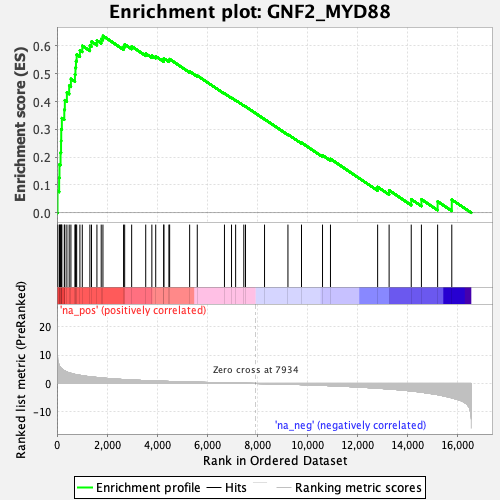 Enrichment plot: GNF2_MYD88
Enrichment score (ES)
0.6
0.5
0.4
0.3
0.2
0.1
0.0
'na_pos' (positively correlated)
Ranked list metric (PreRanked)
20
10
0
-10
Zero cross at 7934
'na_neg' (negatively correlated)
0 2,000 4,000 6,000 8,000 10,000 12,000 14,000 16,000
Rank in Ordered Dataset
Enrichment profile Hits Ranking metric scores